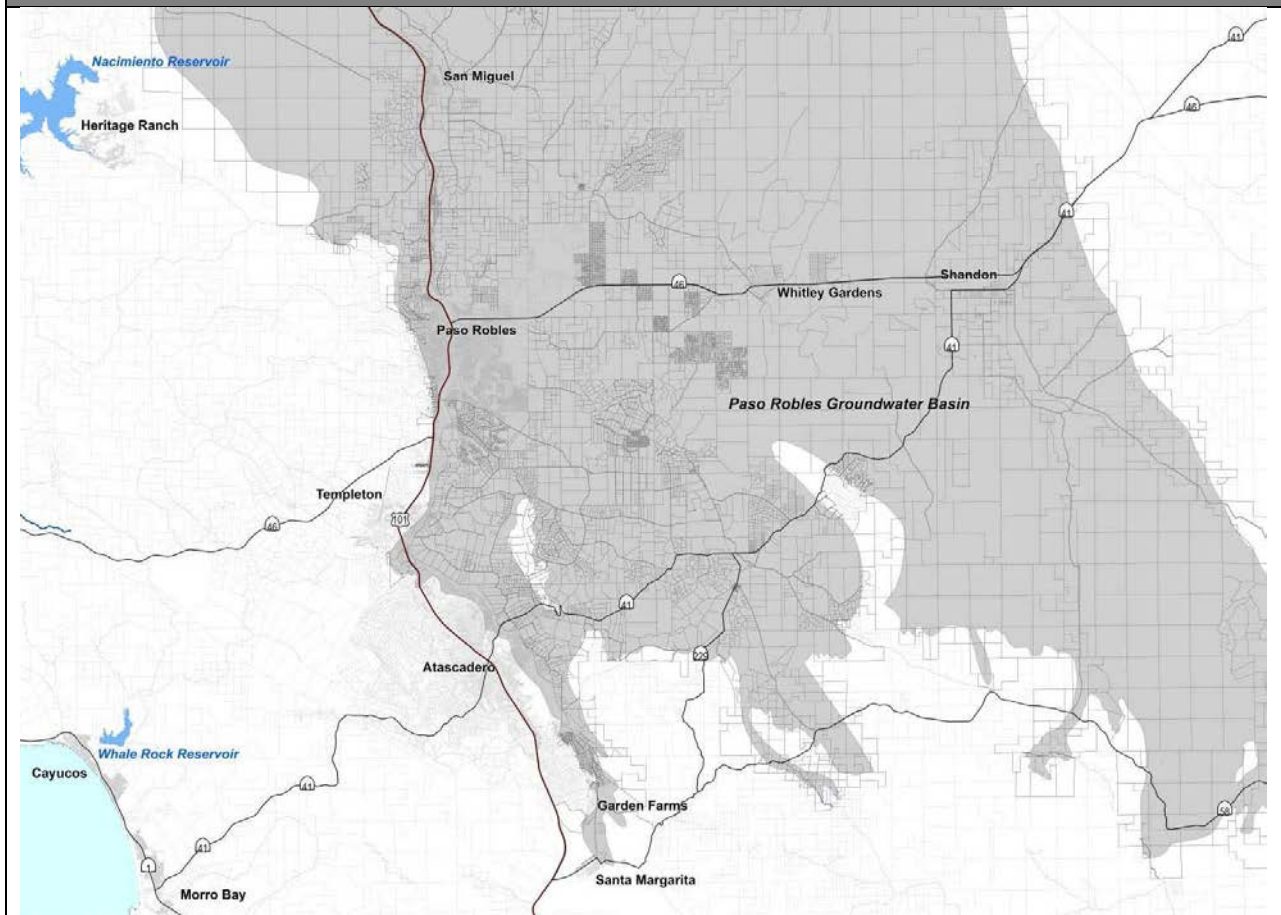 41
Nacimiento Reservoir
San Miguel
46
Heritage Ranch
41
Shandon
46
Whitley Gardens
Paso Robles
41
Paso Robles Groundwater Basin
Templeton
101
46
41
229
Atascadero
Whale Rock Reservoir
Cayucos
41
Garden Farms
58
41
1
Santa Margarita
Morro Bay